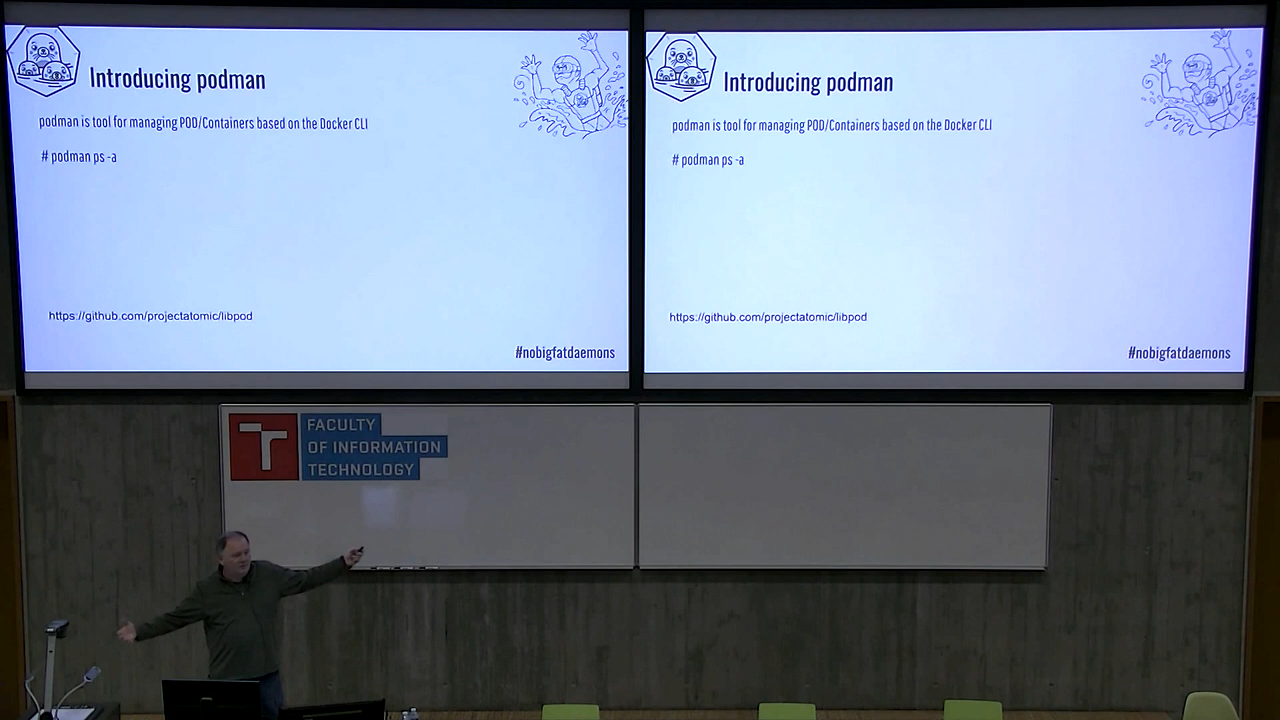 Introducing podman
podman is tool for managing POD/Containers based on the Docker CLI
# podman ps -a
https://github.com/projectatomic/libpod
#nobigfatdaemons
Introducing podman
podman is tool for managing POD/Containers based on the Docker CLI
# podman ps -a
https://github.com/projectatomic/libpod
#nobigfatdaemons
FACULTY
OF INFORMATION
TECHNOLOGY